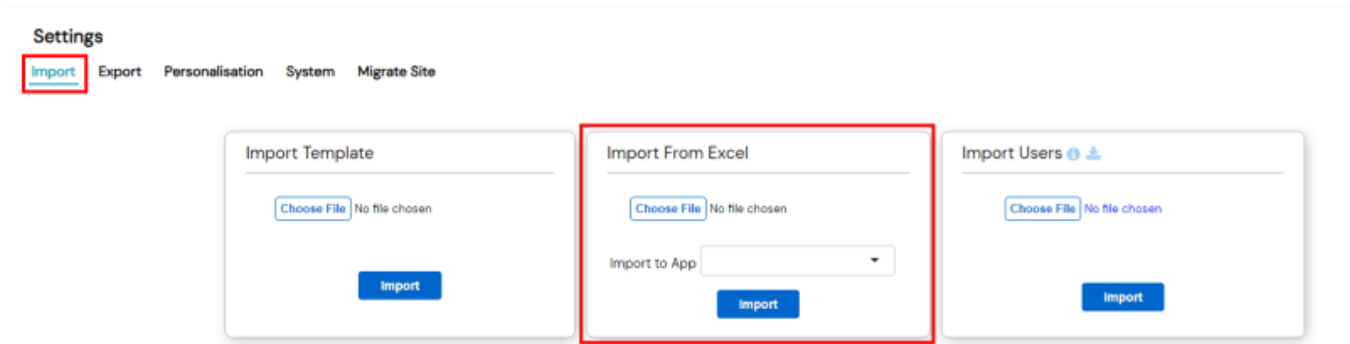 Settings
Import Export Personalisation System Migrate Site
Import Template
Choose File No file chosen
Import
Import From Excel
Choose File No file chosen
Import to App
Import
Import Users
Choose File No file chosen
Import